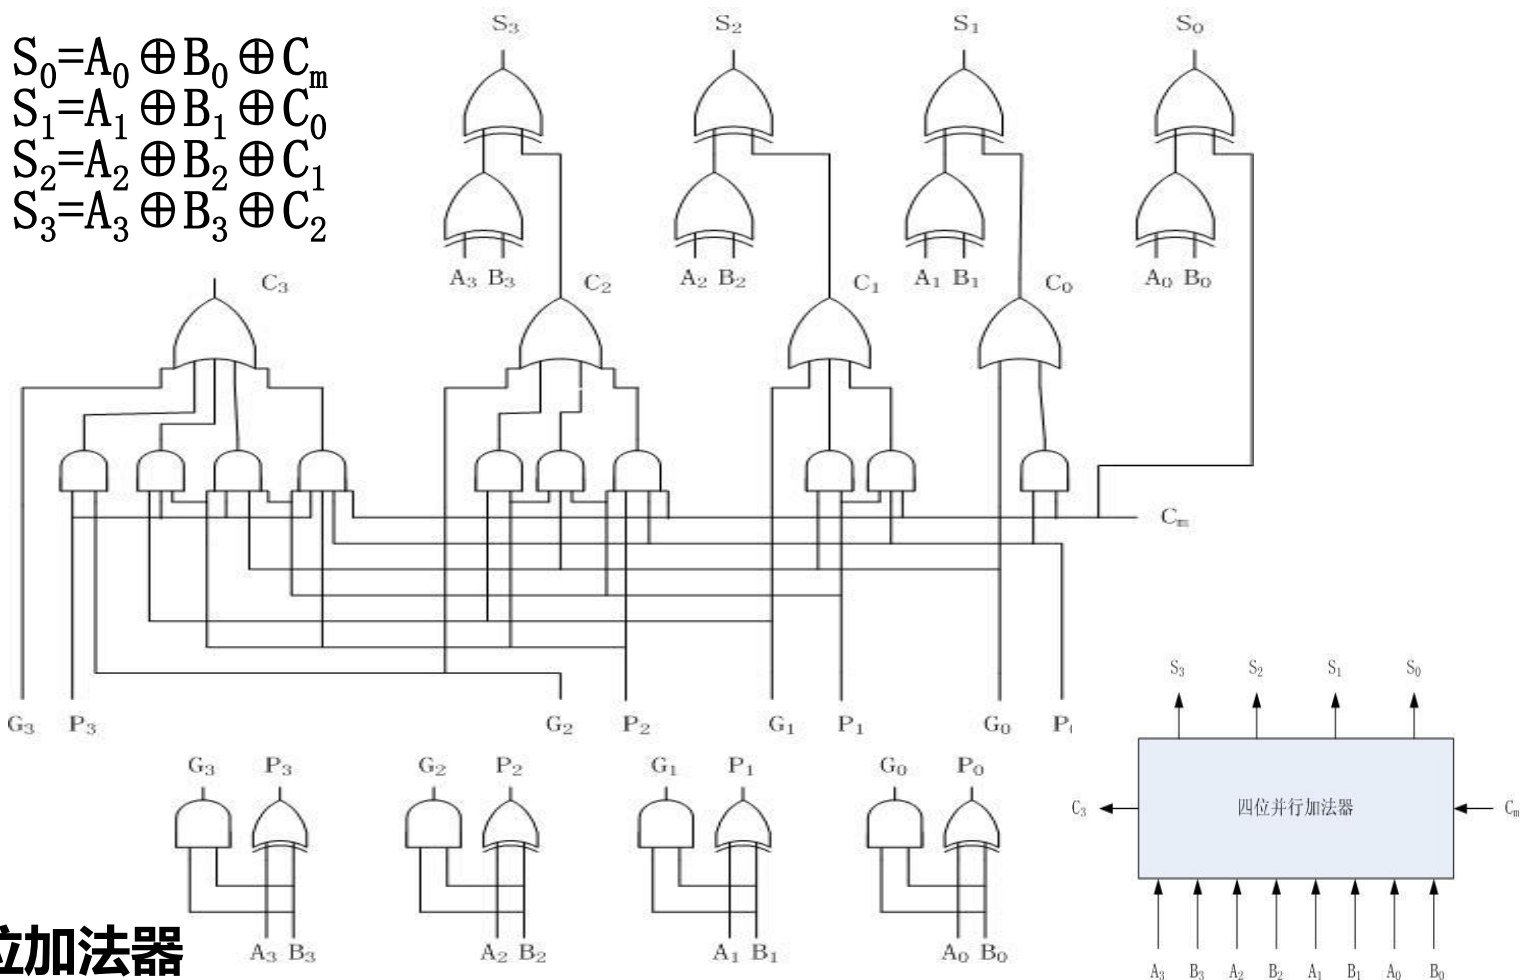 S₃ S₂ S₁ S₀
S₀=A₀⊕B₀⊕Cₘ
S₁=A₁⊕B₁⊕C₀
S₂=A₂⊕B₂⊕C₁
S₃=A₃⊕B₃⊕C₂
A₃ B₃ A₂ B₂ A₁ B₁ A₀ B₀
C₃ C₂ C₁ C₀
Cₘ
G₃ P₃ G₂ P₂ G₁ P₁ G₀ P
G₃ P₃ G₂ P₂ G₁ P₁ G₀ P₀
A₃ B₃ A₂ B₂ A₁ B₁ A₀ B₀
S₃ S₂ S₁ S₀
C₃ 四位并行加法器 Cₘ
A₃ B₃ A₂ B₂ A₁ B₁ A₀ B₀
位加法器